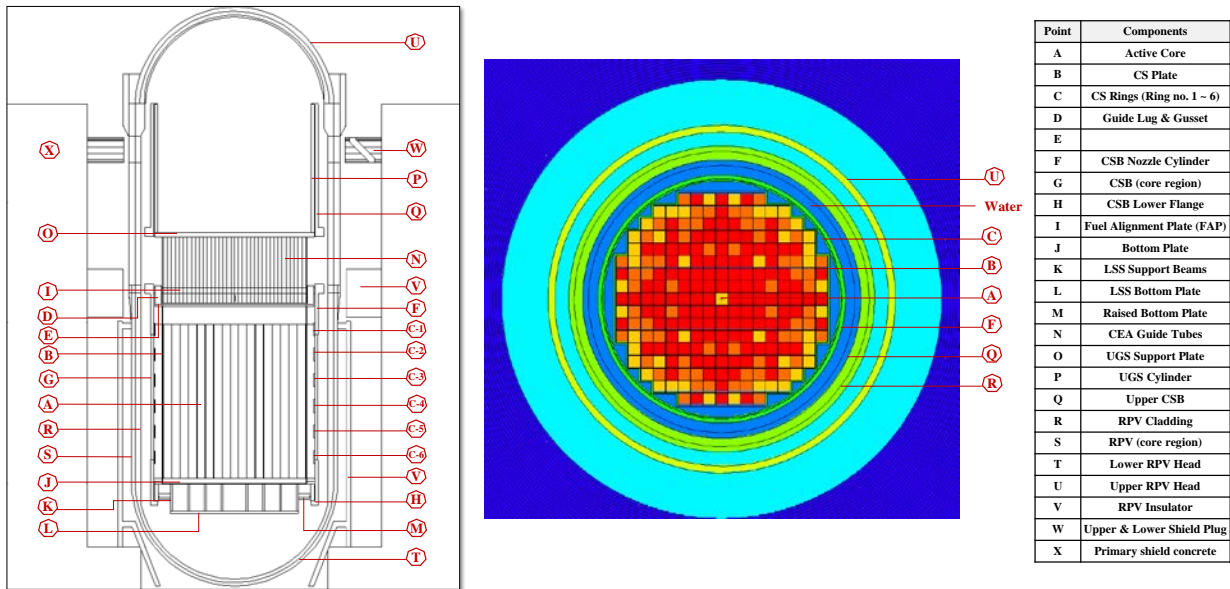 U
X
W
P
Q
O
N
I
V
D
F
E
C-1
B
C-2
G
C-3
A
C-4
R
C-5
S
C-6
J
V
K
H
L
M
T
U
Water
C
B
A
F
Q
R
Point Components
A Active Core
B CS Plate
C CS Rings (Ring no. 1 ~ 6)
D Guide Lug & Gusset
E
F CSB Nozzle Cylinder
G CSB (core region)
H CSB Lower Flange
I Fuel Alignment Plate (FAP)
J Bottom Plate
K LSS Support Beams
L LSS Bottom Plate
M Raised Bottom Plate
N CEA Guide Tubes
O UGS Support Plate
P UGS Cylinder
Q Upper CSB
R RPV Cladding
S RPV (core region)
T Lower RPV Head
U Upper RPV Head
V RPV Insulator
W Upper & Lower Shield Plug
X Primary shield concrete